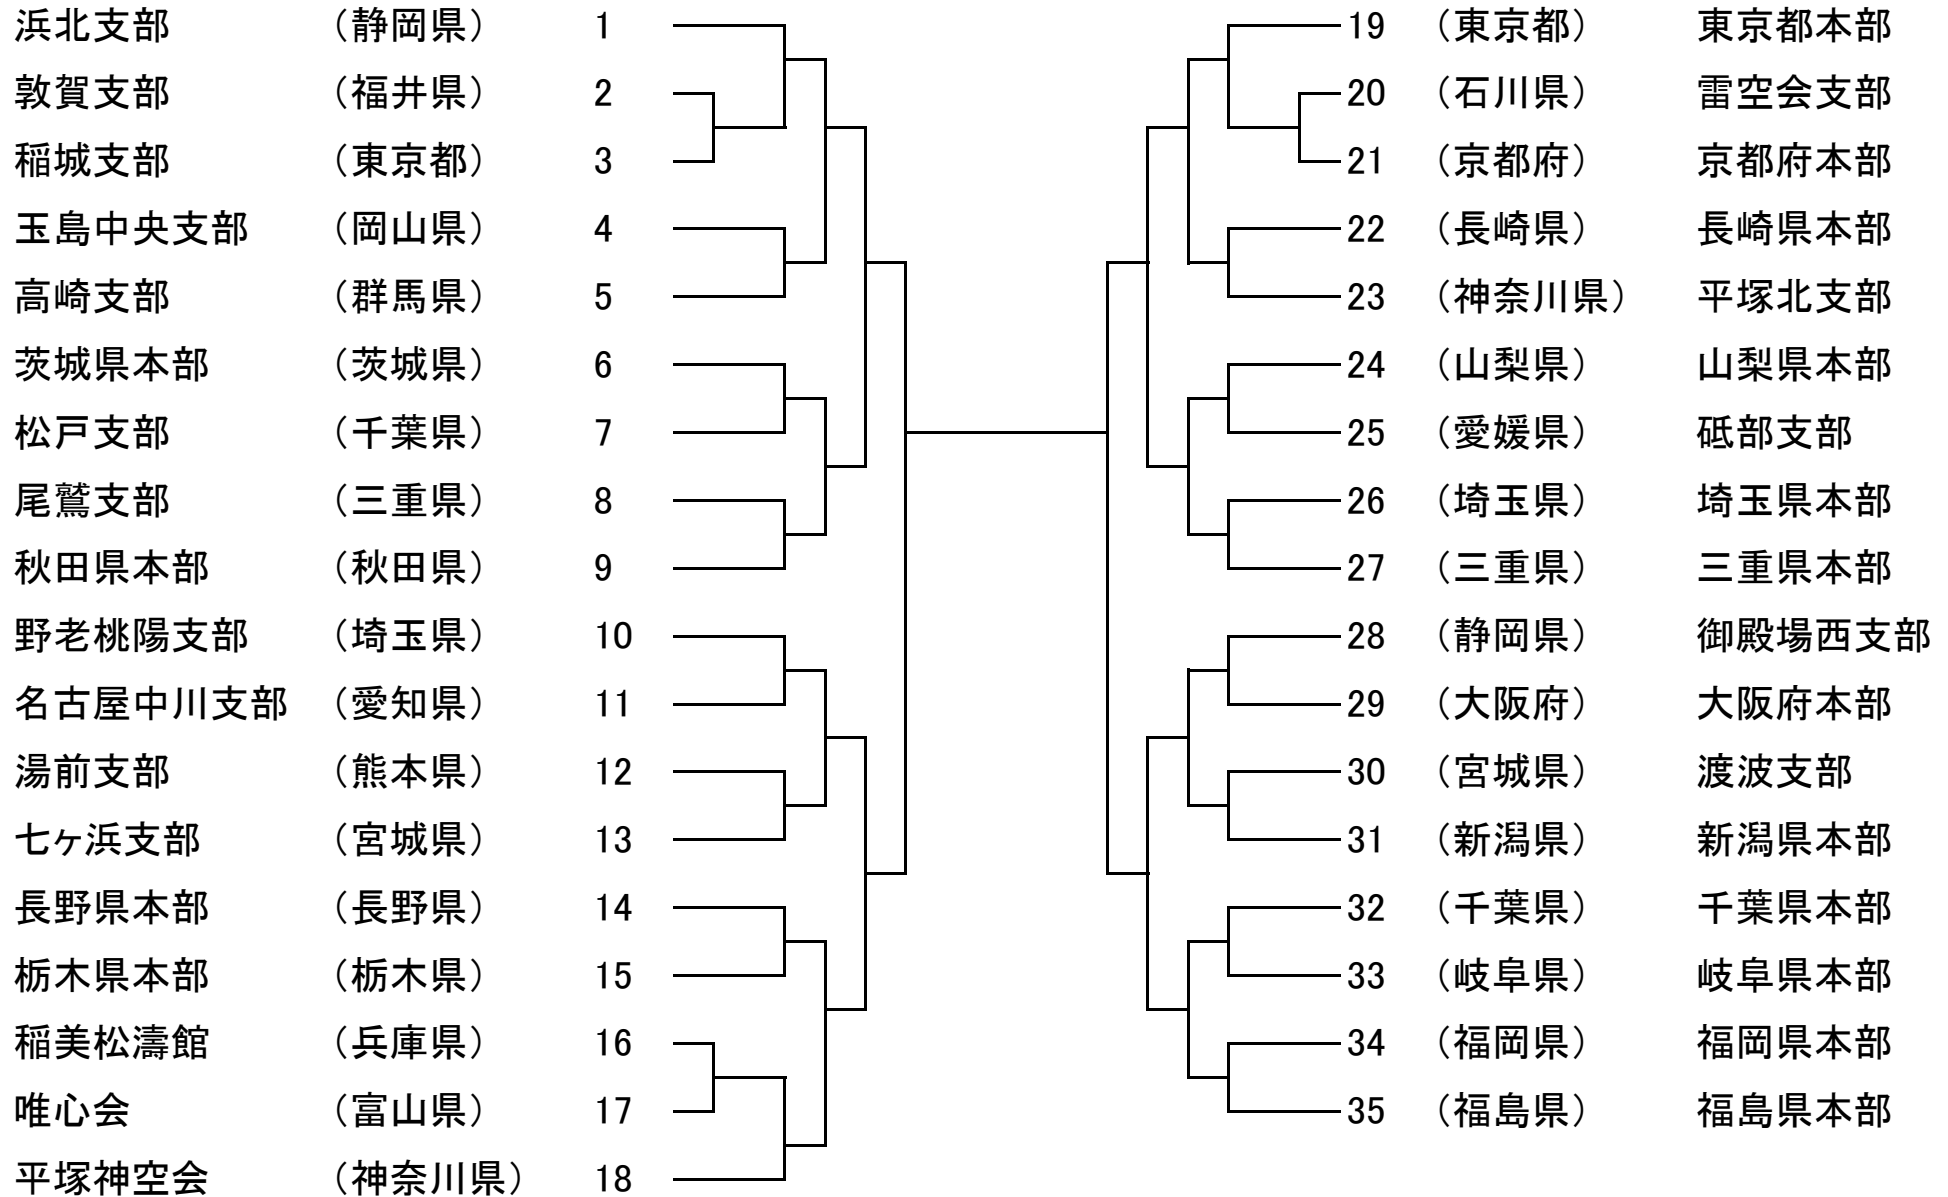 浜北支部 （静岡県） 1 19 （東京都） 東京都本部
敦賀支部 （福井県） 2 20 （石川県） 雷空会支部
稲城支部 （東京都） 3 21 （京都府） 京都府本部
玉島中央支部 （岡山県） 4 22 （長崎県） 長崎県本部
高崎支部 （群馬県） 5 23 （神奈川県） 平塚北支部
茨城県本部 （茨城県） 6 24 （山梨県） 山梨県本部
松戸支部 （千葉県） 7 25 （愛媛県） 砥部支部
尾鷲支部 （三重県） 8 26 （埼玉県） 埼玉県本部
秋田県本部 （秋田県） 9 27 （三重県） 三重県本部
野老桃陽支部 （埼玉県） 10 28 （静岡県） 御殿場西支部
名古屋中川支部 （愛知県） 11 29 （大阪府） 大阪府本部
湯前支部 （熊本県） 12 30 （宮城県） 渡波支部
七ヶ浜支部 （宮城県） 13 31 （新潟県） 新潟県本部
長野県本部 （長野県） 14 32 （千葉県） 千葉県本部
栃木県本部 （栃木県） 15 33 （岐阜県） 岐阜県本部
稲美松濤館 （兵庫県） 16 34 （福岡県） 福岡県本部
唯心会 （富山県） 17 35 （福島県） 福島県本部
平塚神空会 （神奈川県） 18